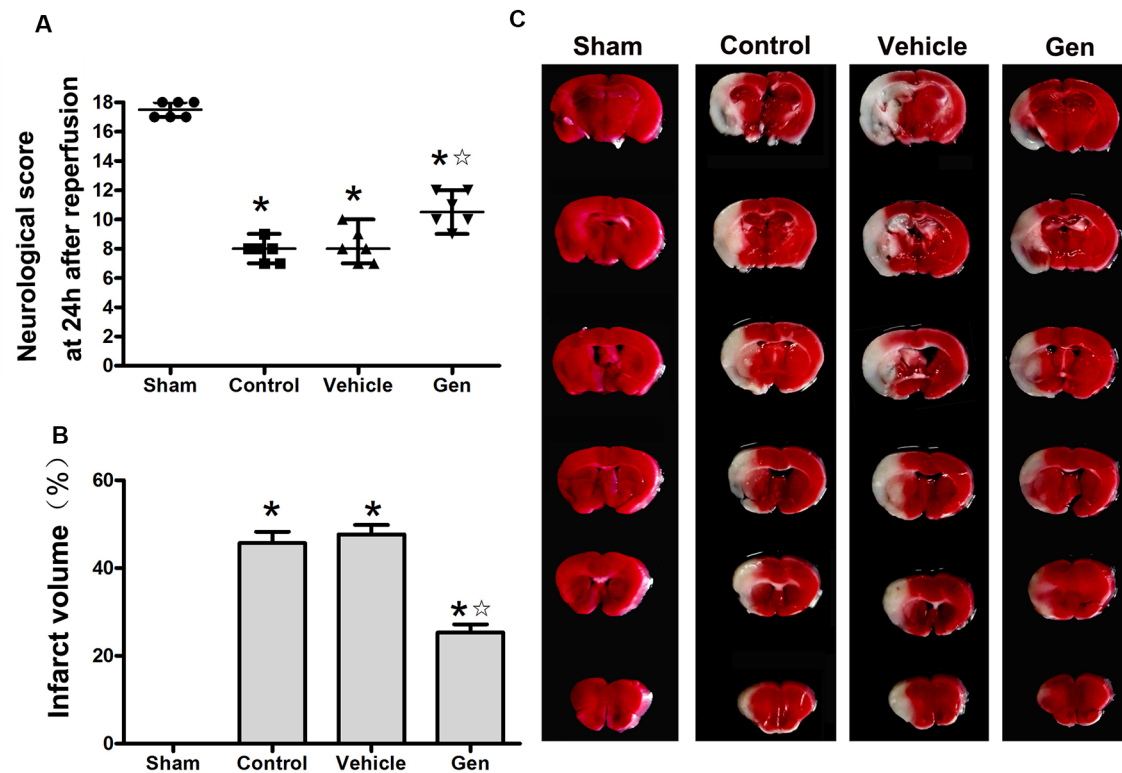 A
Neurological score
at 24h after reperfusion
18
16
14
12
10
8
6
4
2
0
* * *☆
Sham Control Vehicle Gen
B
Infarct volume（%）
60
40
20
0
* * *☆
Sham Control Vehicle Gen
C
Sham Control Vehicle Gen